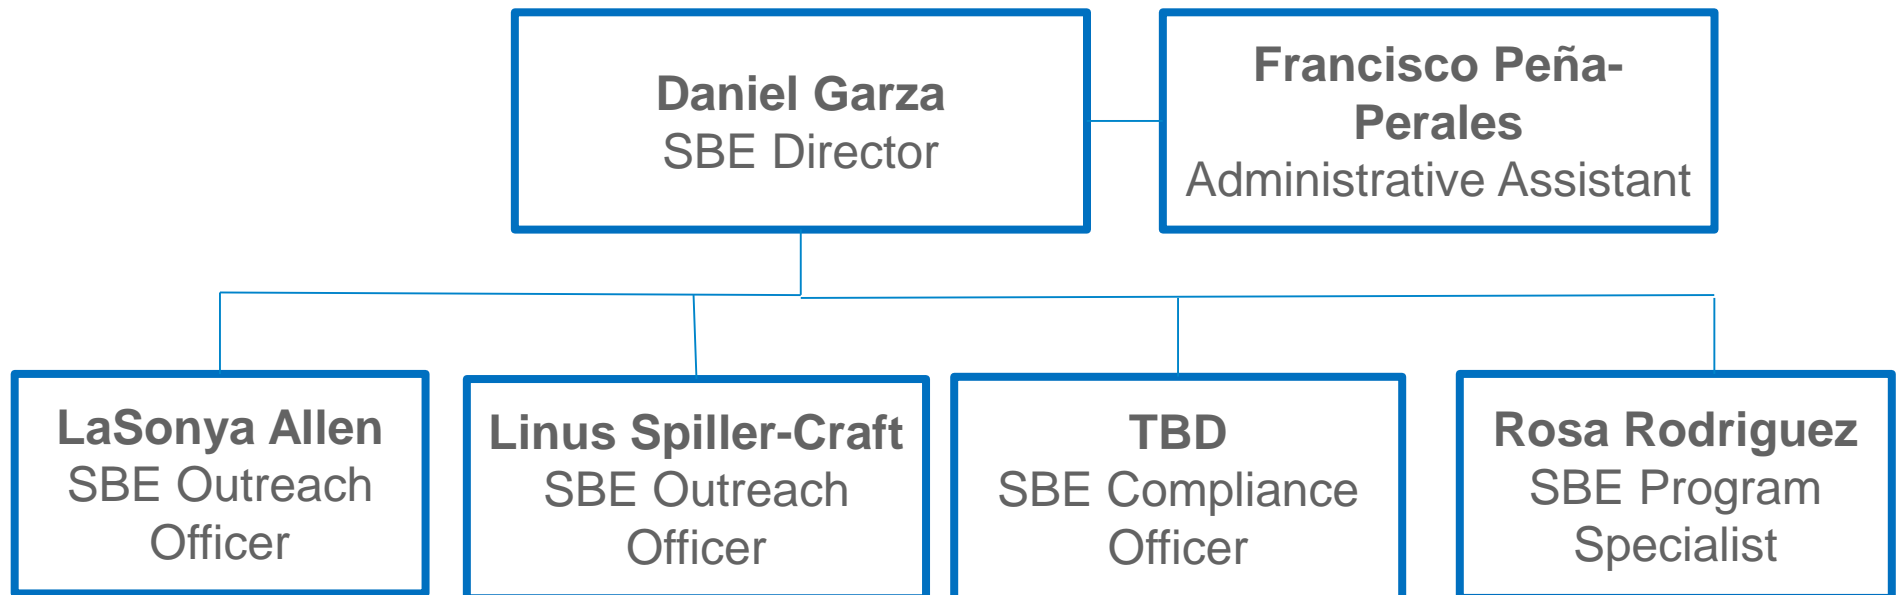 Daniel Garza
SBE Director
Francisco Peña-
Perales
Administrative Assistant
LaSonya Allen
SBE Outreach
Officer
Linus Spiller-Craft
SBE Outreach
Officer
TBD
SBE Compliance
Officer
Rosa Rodriguez
SBE Program
Specialist